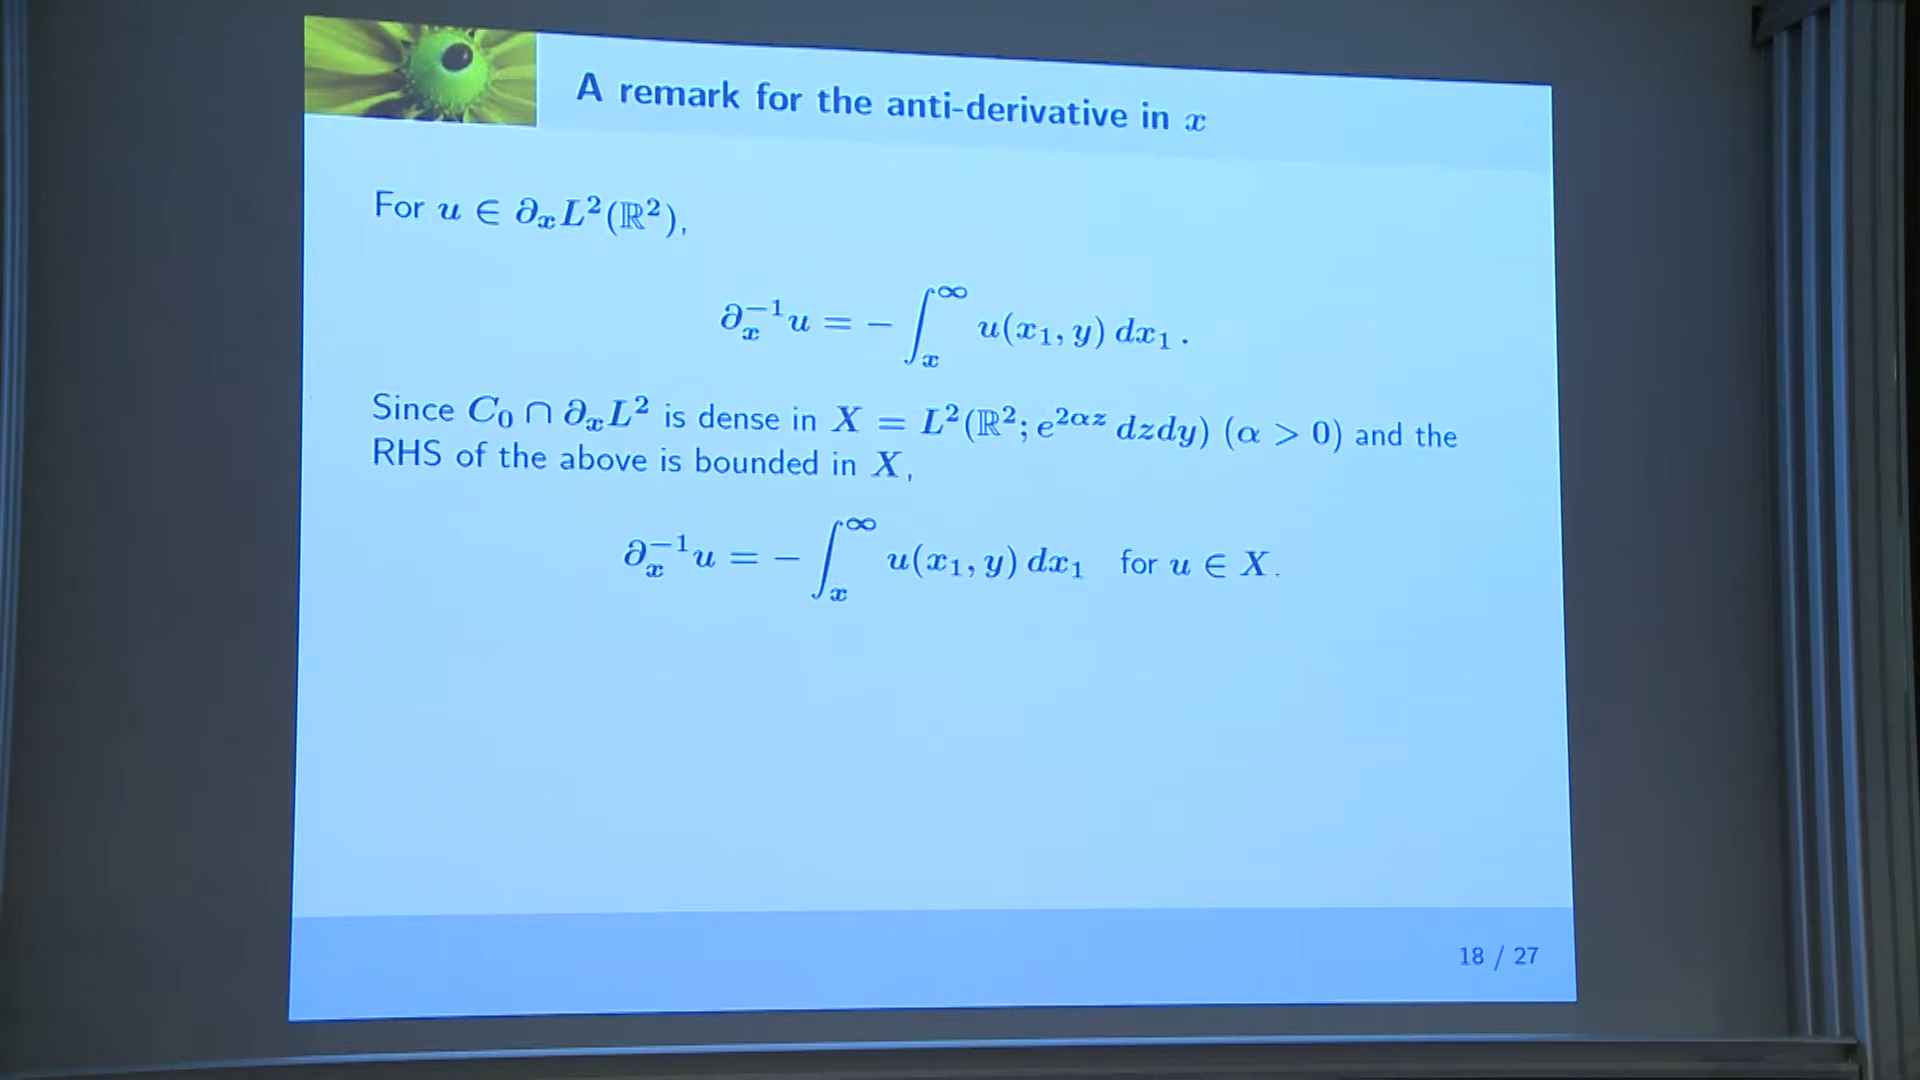 A remark for the anti-derivative in x
For u ∈ ∂ₓL²(ℝ²),
∂ₓ⁻¹u = − ∫ₓ^∞ u(x₁, y) dx₁ .
Since C₀ ∩ ∂ₓL² is dense in X = L²(ℝ²; e^{2αz} dzdy) (α > 0) and the
RHS of the above is bounded in X,
∂ₓ⁻¹u = − ∫ₓ^∞ u(x₁, y) dx₁ for u ∈ X.
18 / 27